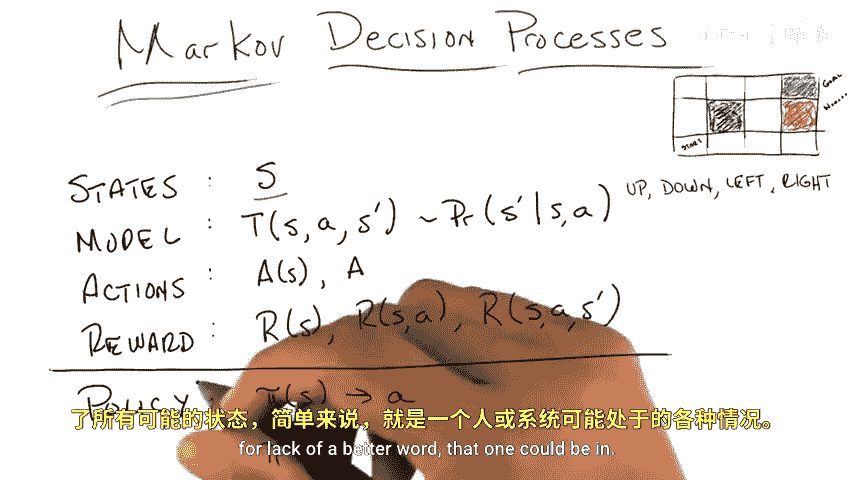 Markov Decision Processes
GOAL
START
UP, DOWN, LEFT, RIGHT
STATES : S
MODEL : T(s, a, s') ~ Pr(s' | s, a)
ACTIONS : A(s), A
REWARD : R(s), R(s,a), R(s,a,s')
POLICY π(s) → a
了所有可能的状态，简单来说，就是一个人或系统可能处于的各种情况。
for lack of a better word, that one could be in.